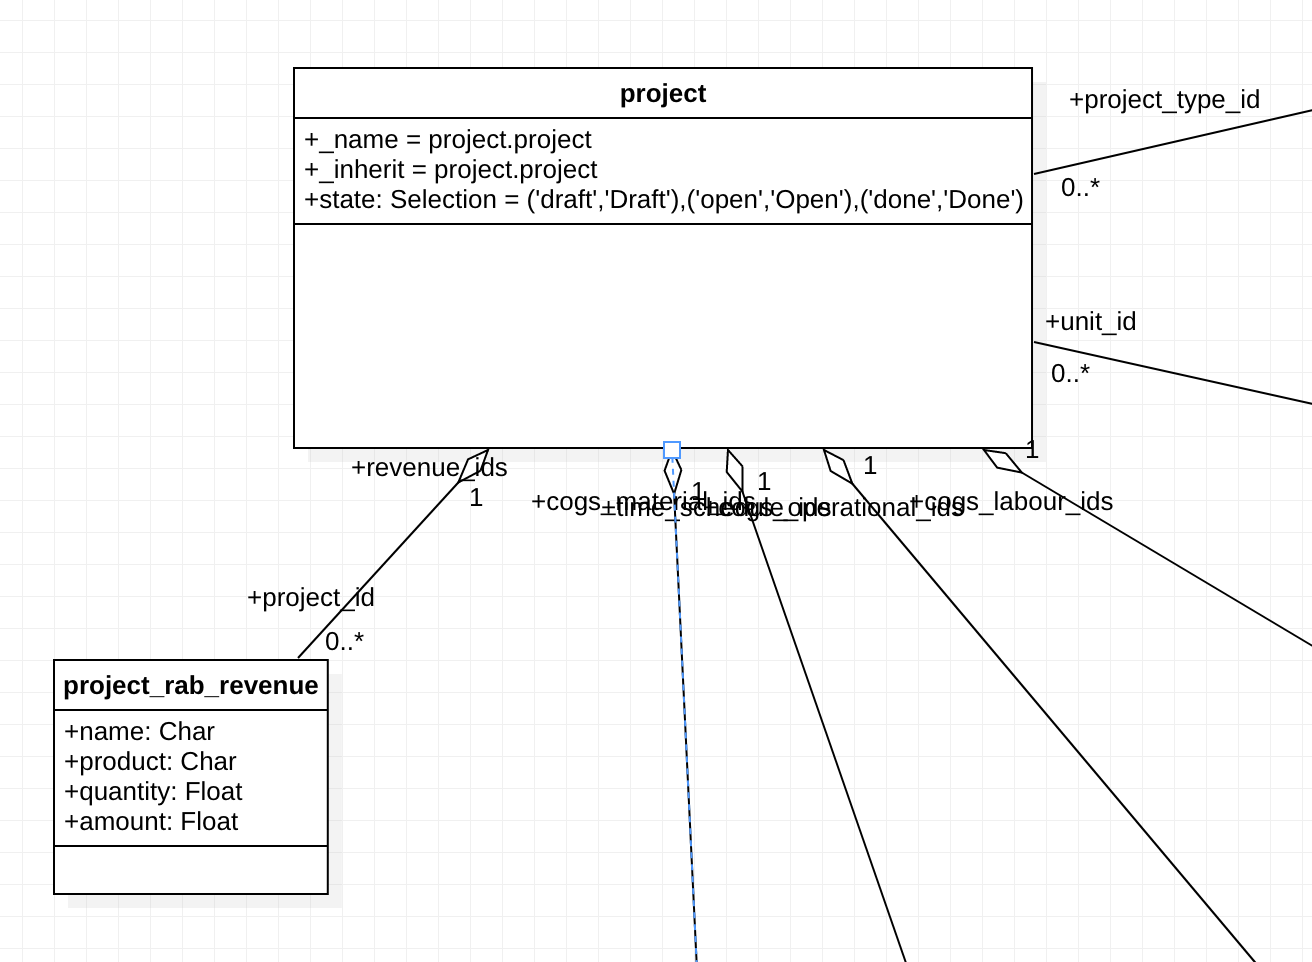 project
+_name = project.project
+_inherit = project.project
+state: Selection = ('draft','Draft'),('open','Open'),('done','Done')
+project_type_id
0..*
+unit_id
0..*
+revenue_ids
1
+cogs_material_ids
1
+time_schedule_ids
1
+cogs_operational_ids
1
+cogs_labour_ids
1
+project_id
0..*
project_rab_revenue
+name: Char
+product: Char
+quantity: Float
+amount: Float